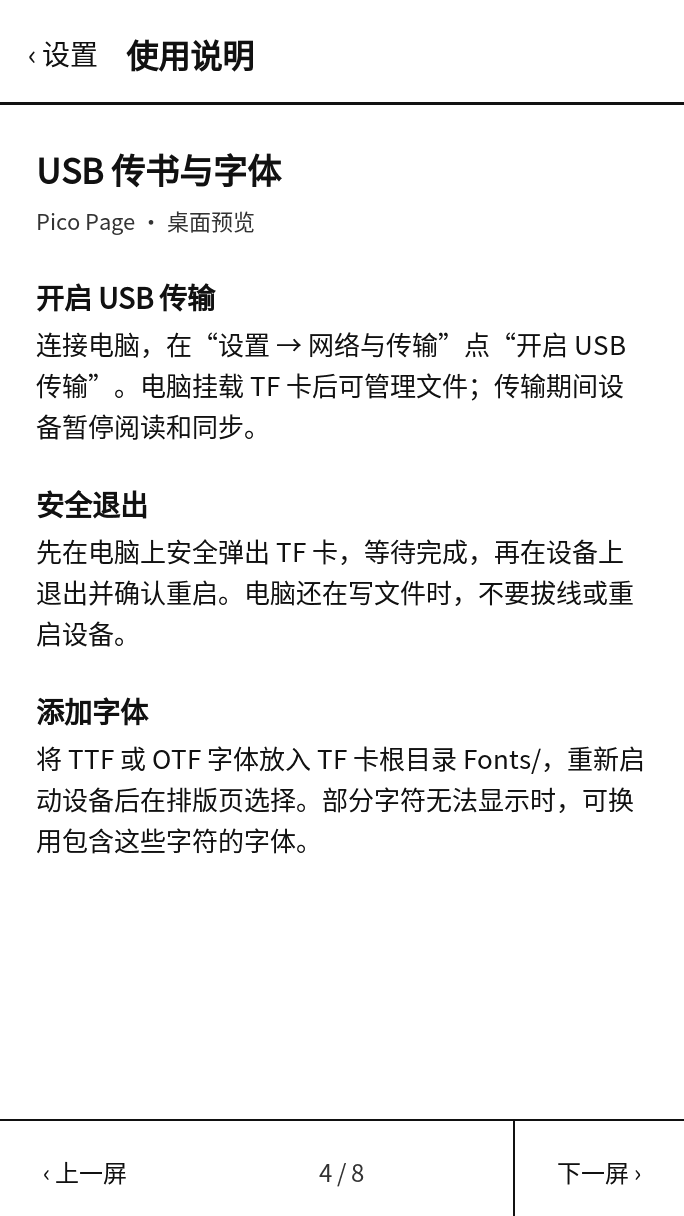 ‹ 设置 使用说明
USB 传书与字体
Pico Page · 桌面预览
开启 USB 传输
连接电脑，在“设置 → 网络与传输”点“开启 USB
传输”。电脑挂载 TF 卡后可管理文件；传输期间设
备暂停阅读和同步。
安全退出
先在电脑上安全弹出 TF 卡，等待完成，再在设备上
退出并确认重启。电脑还在写文件时，不要拔线或重
启设备。
添加字体
将 TTF 或 OTF 字体放入 TF 卡根目录 Fonts/，重新启
动设备后在排版页选择。部分字符无法显示时，可换
用包含这些字符的字体。
‹ 上一屏 4 / 8 下一屏 ›